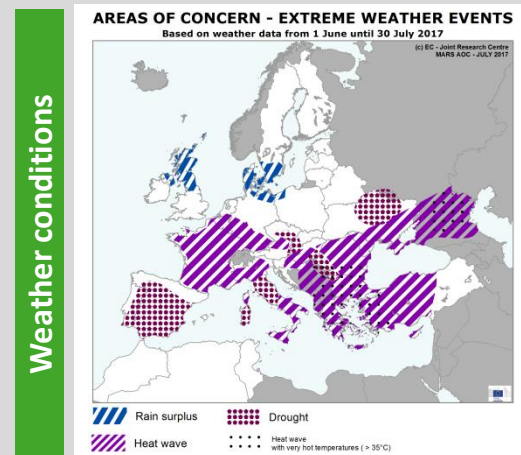 Weather conditions
AREAS OF CONCERN - EXTREME WEATHER EVENTS
Based on weather data from 1 June until 30 July 2017
(c) EC - Joint Research Centre
MARS AOC - JULY 2017
Rain surplus
Drought
Heat wave
Heat wave
with very hot temperatures ( > 35°C)